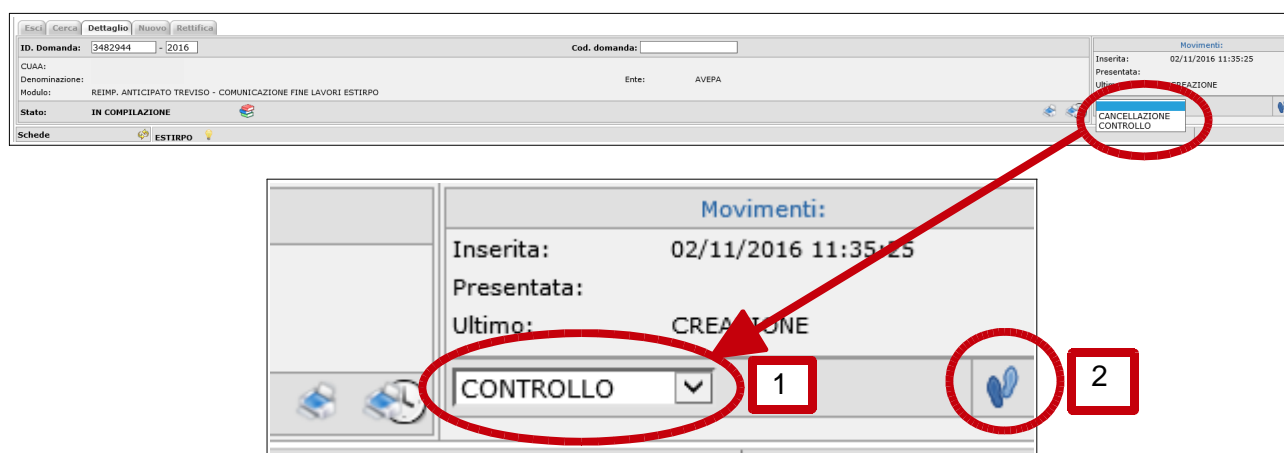 Esci Cerca Dettaglio Nuovo Rettifica
ID. Domanda: 3482944 - 2016 Cod. domanda:
CUAA:
Denominazione: Ente: AVEPA
Modulo: REIMP. ANTICIPATO TREVISO - COMUNICAZIONE FINE LAVORI ESTIRPO
Stato: IN COMPILAZIONE
Schede ESTIRPO
Movimenti:
Inserita: 02/11/2016 11:35:25
Presentata:
CANCELLAZIONE
CONTROLLO
Movimenti:
Inserita: 02/11/2016 11:35:25
Presentata:
Ultimo: CREAZIONE
CONTROLLO
1
2